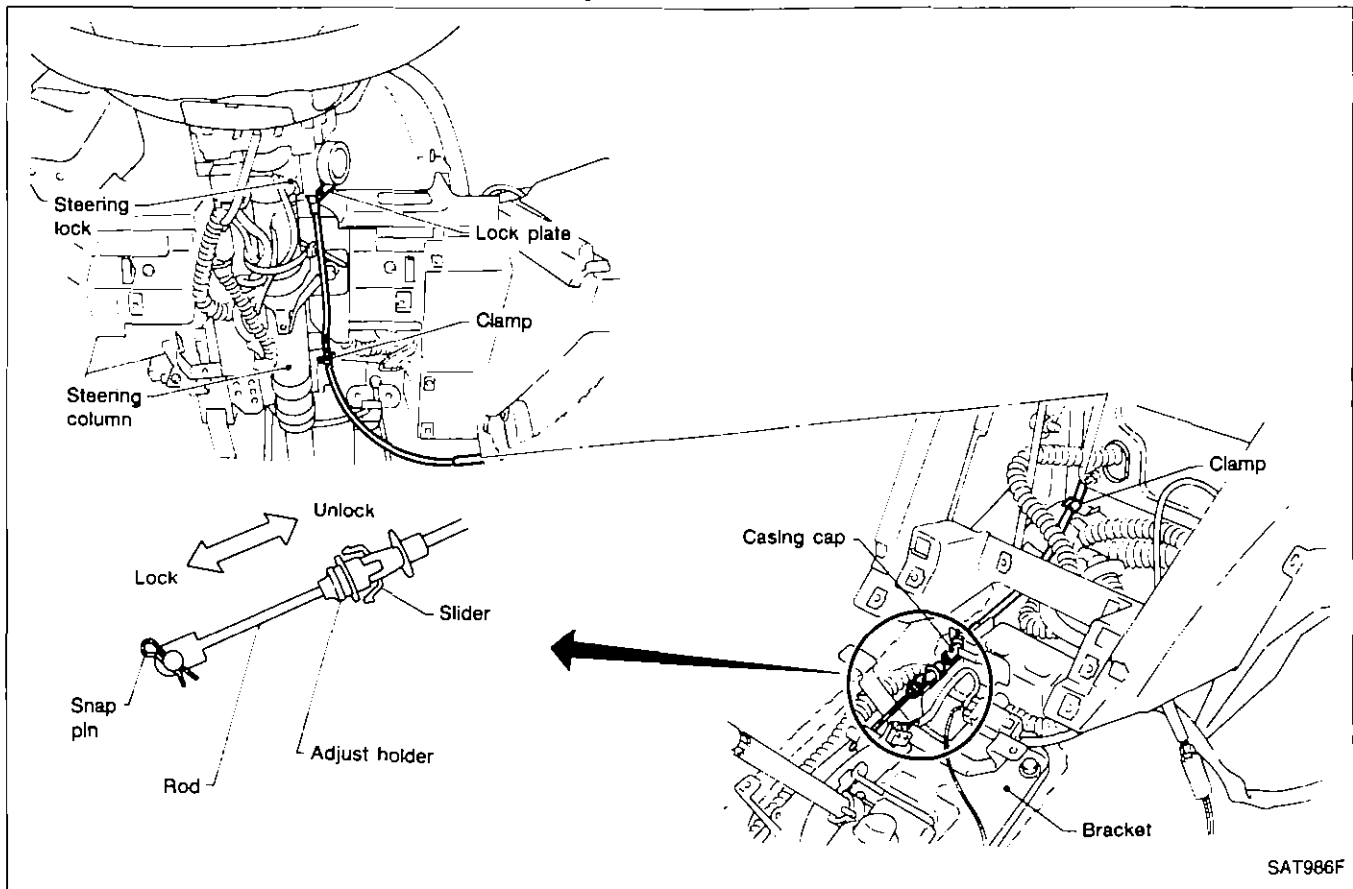 Steering
lock
Lock plate
Clamp
Steering
column
Clamp
Casing cap
Unlock
Lock
Slider
Snap
pin
Adjust holder
Rod
Bracket
SAT986F